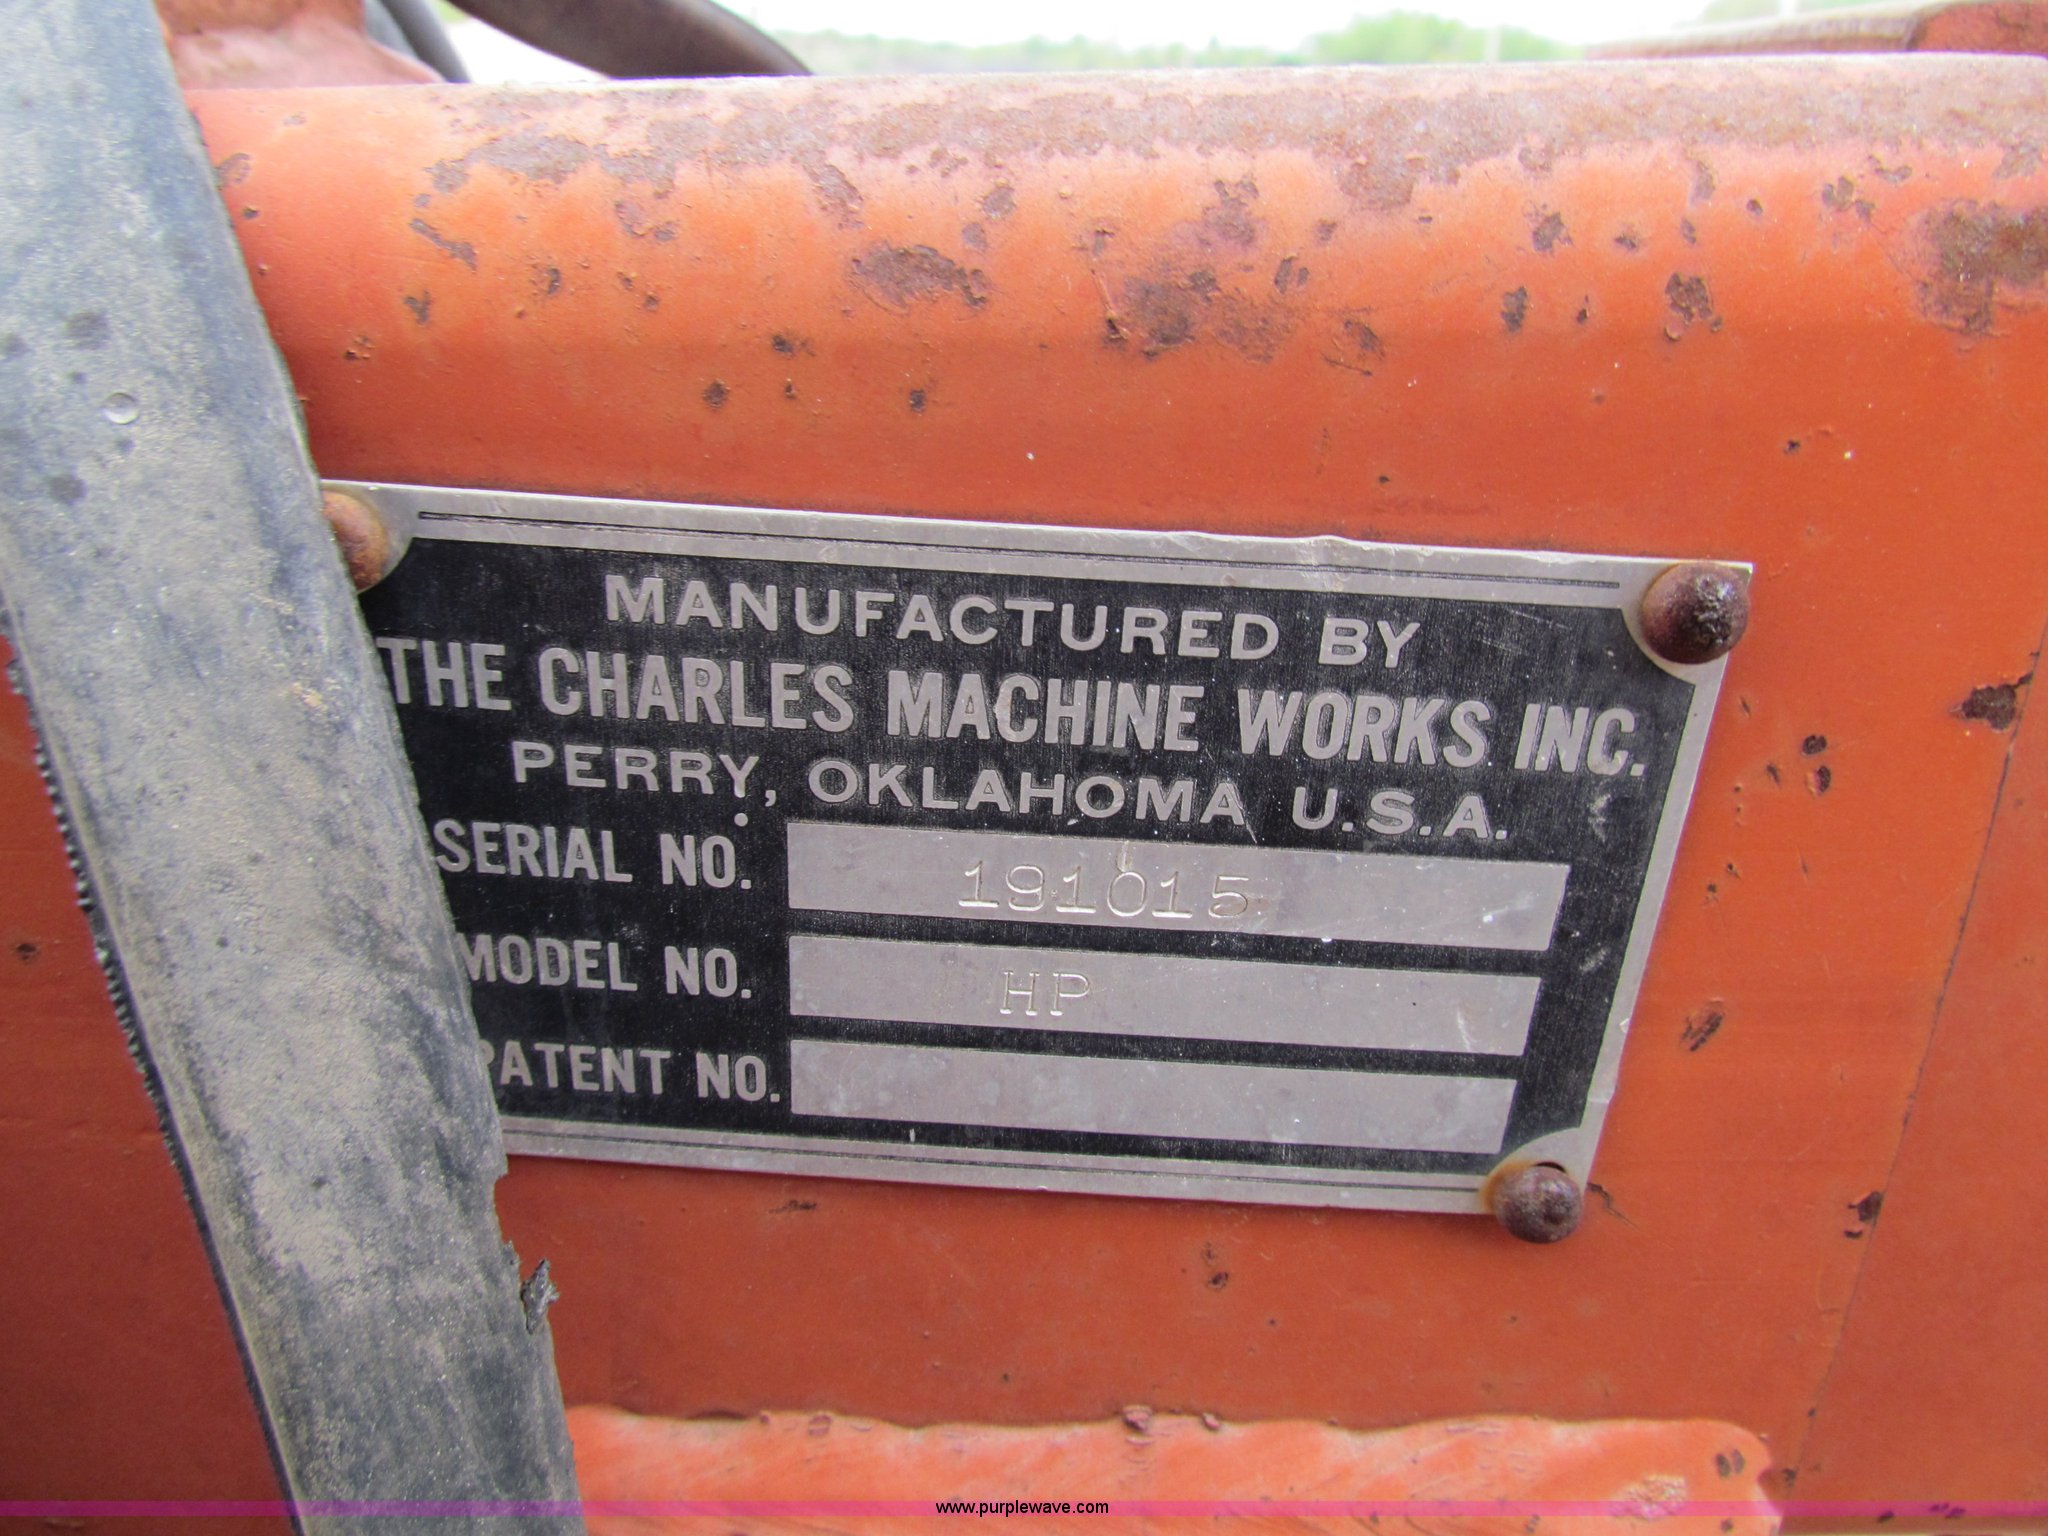 MANUFACTURED BY
THE CHARLES MACHINE WORKS INC.
PERRY, OKLAHOMA U.S.A.
SERIAL NO. 191015
MODEL NO. HP
PATENT NO.
www.purplewave.com